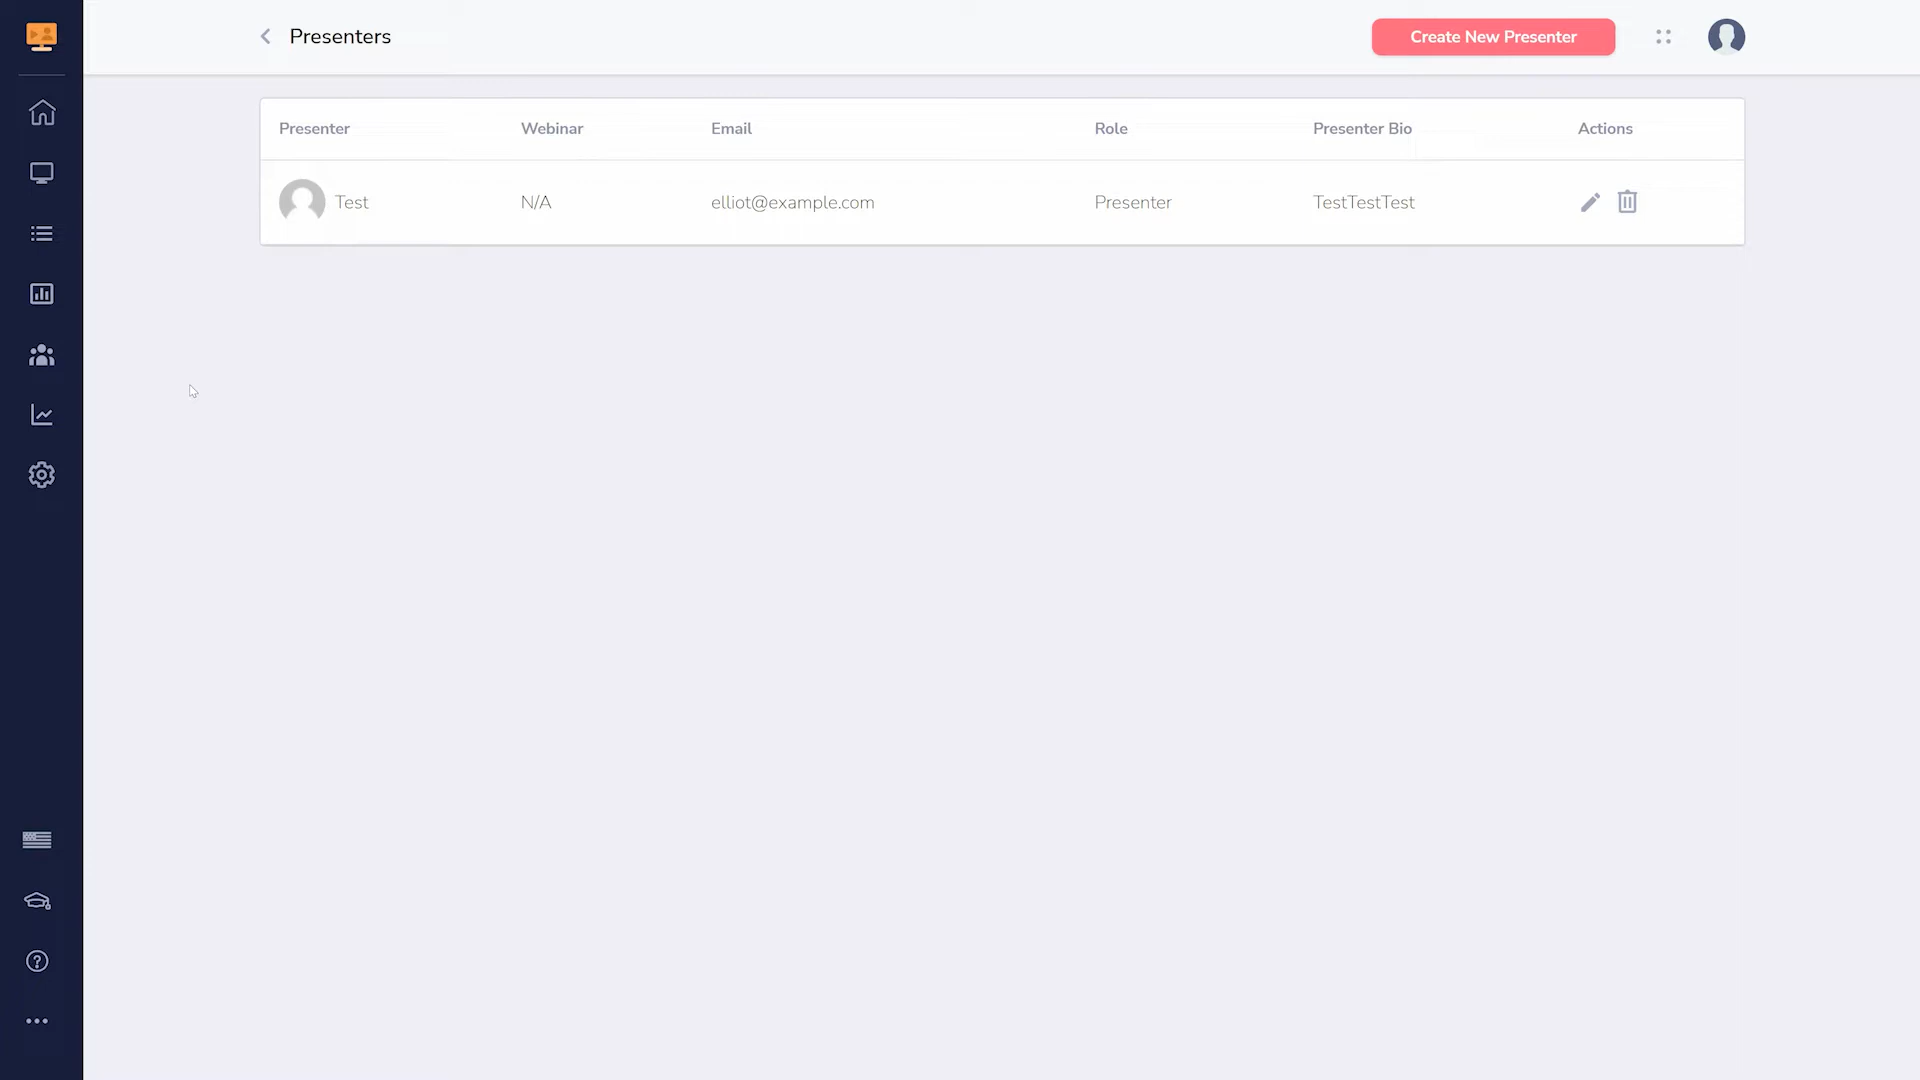 Presenters
Create New Presenter
Presenter Webinar Email Role Presenter Bio Actions
Test N/A elliot@example.com Presenter TestTestTest